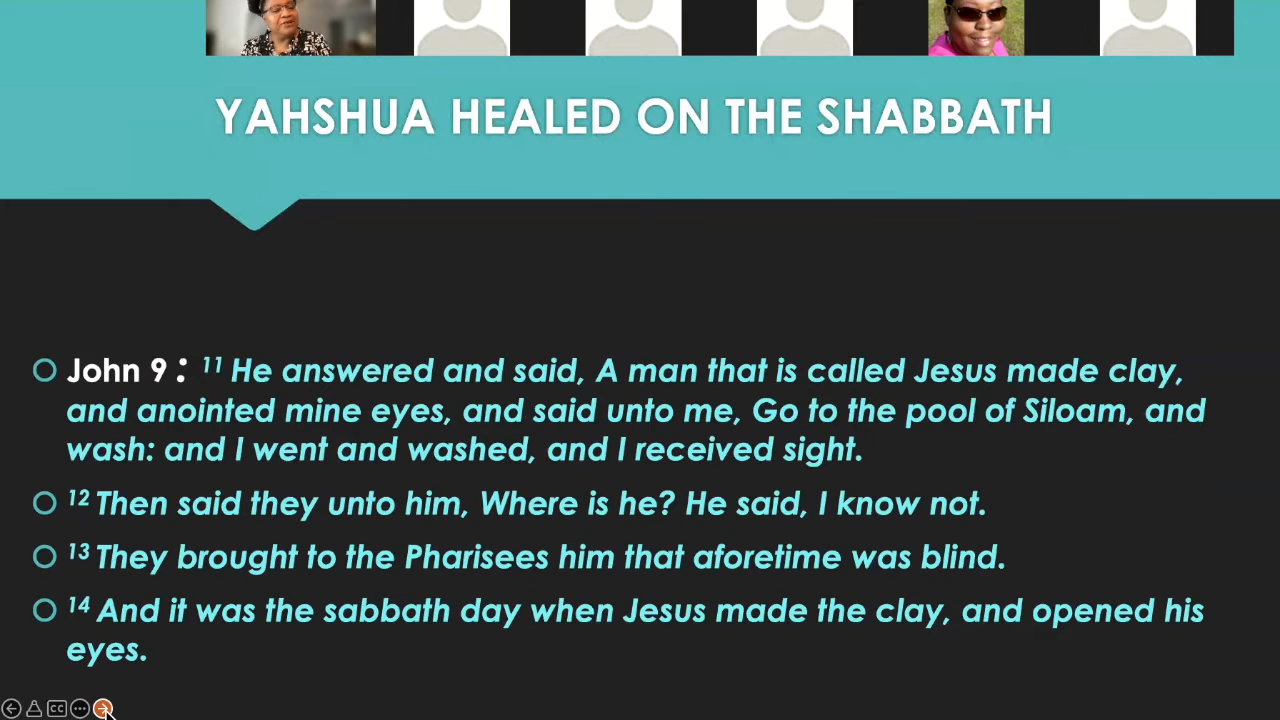 YAHSHUA HEALED ON THE SHABBATH
John 9: 11 He answered and said, A man that is called Jesus made clay,
and anointed mine eyes, and said unto me, Go to the pool of Siloam, and
wash: and I went and washed, and I received sight.
12 Then said they unto him, Where is he? He said, I know not.
13 They brought to the Pharisees him that aforetime was blind.
14 And it was the sabbath day when Jesus made the clay, and opened his
eyes.
CC